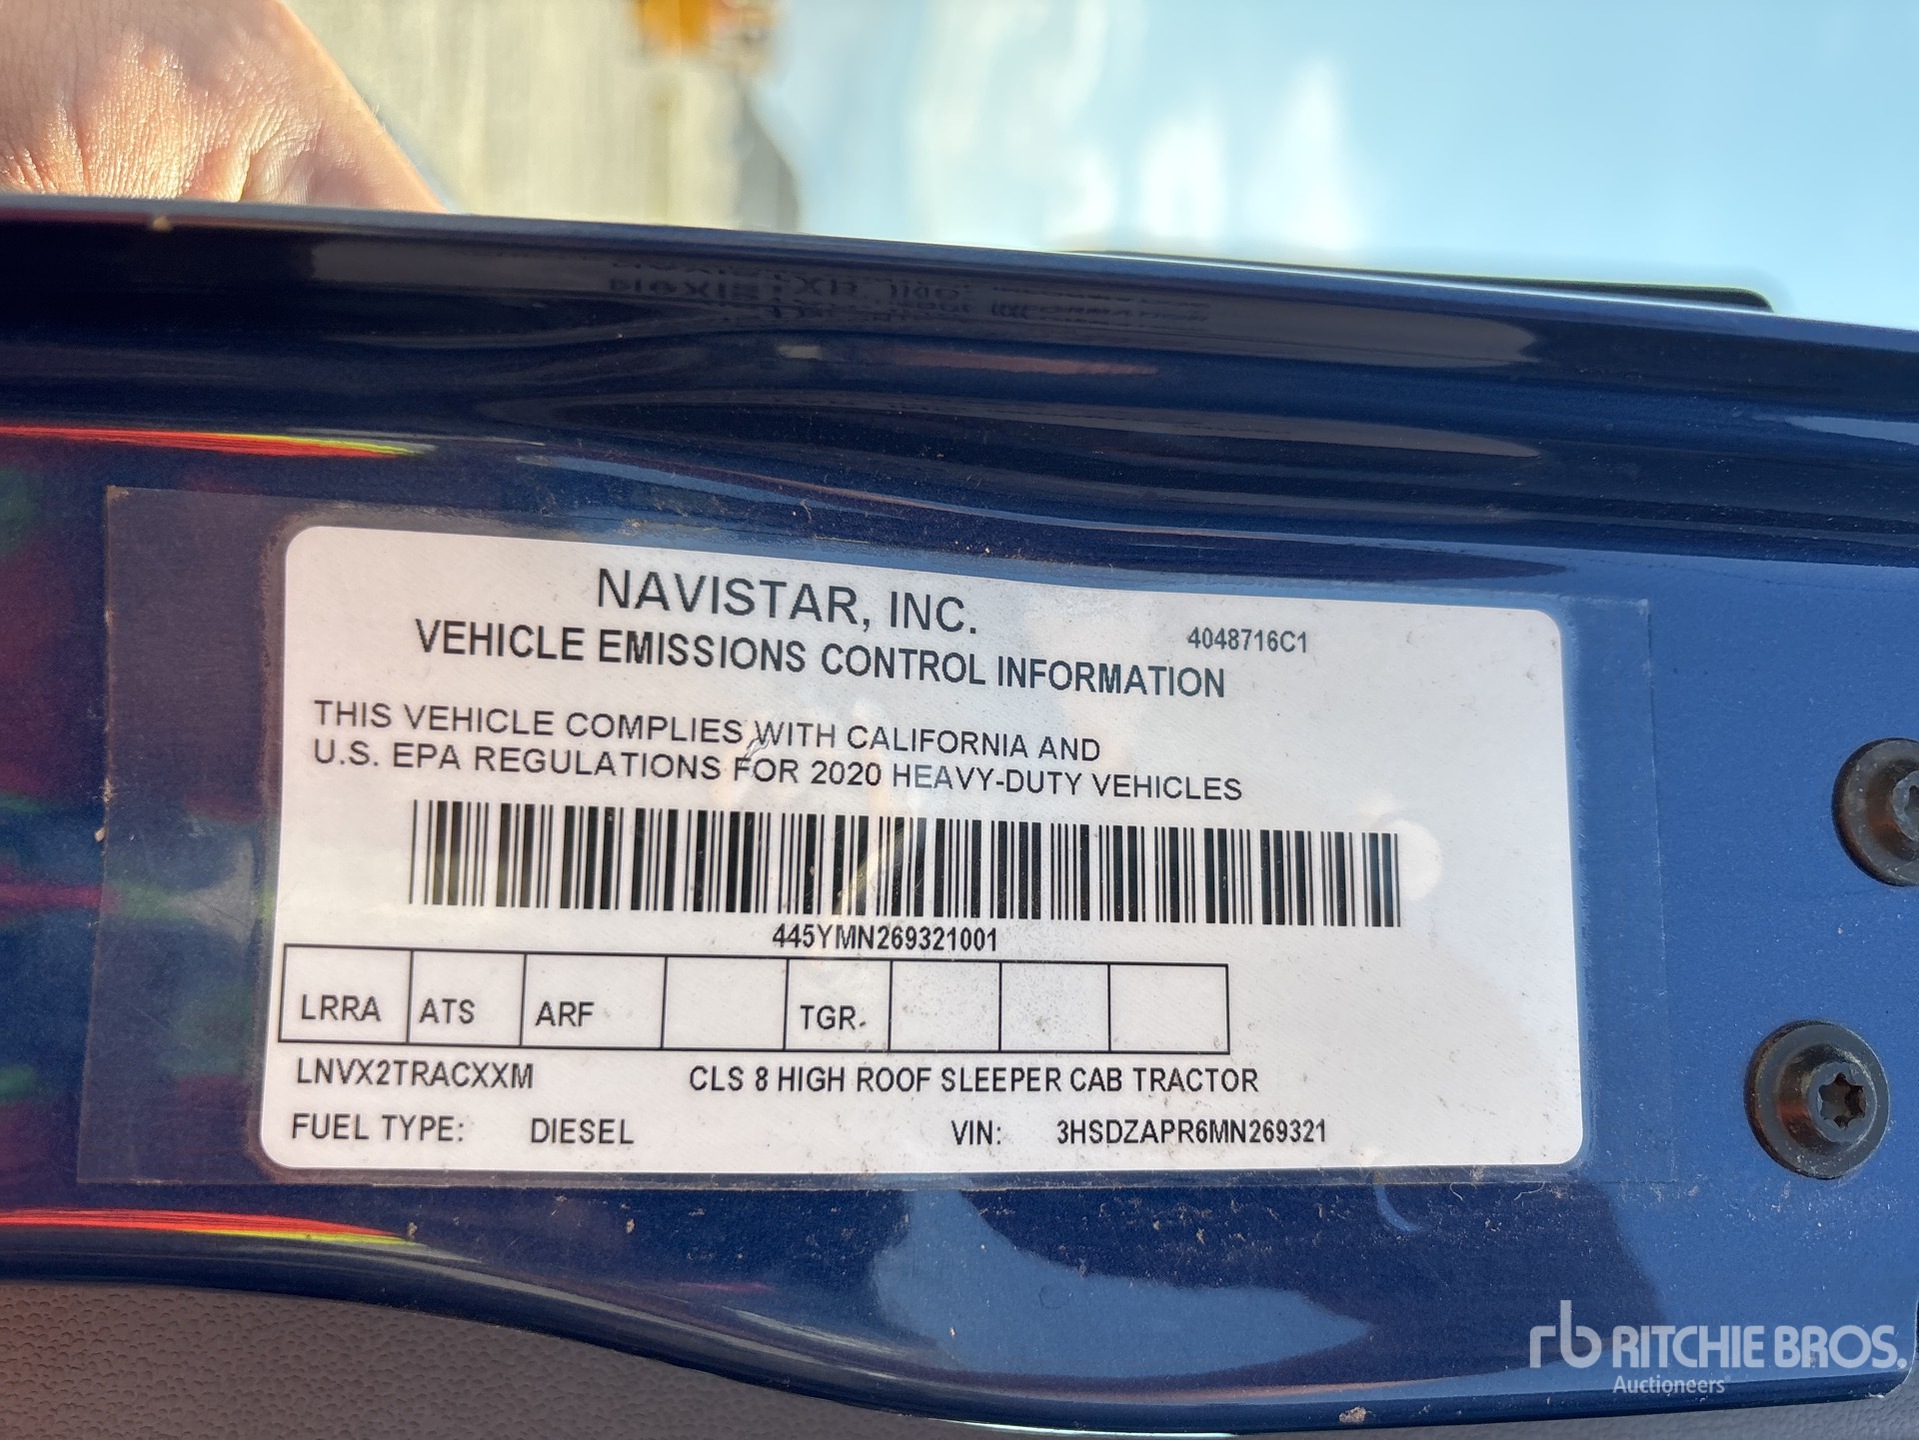 NAVISTAR, INC.
4048716C1
VEHICLE EMISSIONS CONTROL INFORMATION
THIS VEHICLE COMPLIES WITH CALIFORNIA AND
U.S. EPA REGULATIONS FOR 2020 HEAVY-DUTY VEHICLES
445YMN269321001
LRRA ATS ARF TGR
LNVX2TRACXXM CLS 8 HIGH ROOF SLEEPER CAB TRACTOR
FUEL TYPE: DIESEL VIN: 3HSDZAPR6MN269321
rb RITCHIE BROS.
Auctioneers